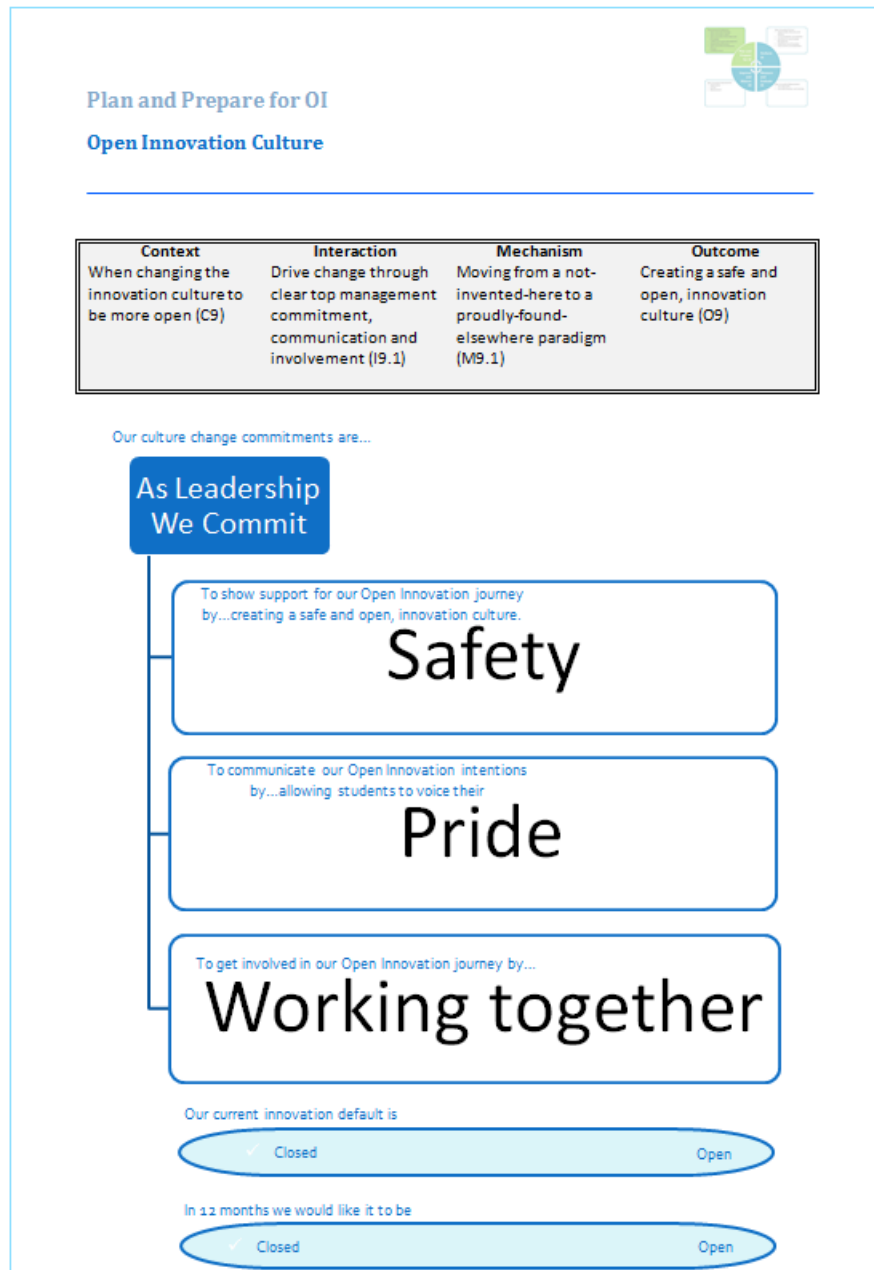 Plan and Prepare for OI
Open Innovation Culture
Context
When changing the
innovation culture to
be more open (C9)
Interaction
Drive change through
clear top management
commitment,
communication and
involvement (I9.1)
Mechanism
Moving from a not-
invented-here to a
proudly-found-
elsewhere paradigm
(M9.1)
Outcome
Creating a safe and
open, innovation
culture (O9)
Our culture change commitments are...
As Leadership
We Commit
To show support for our Open Innovation journey
by...creating a safe and open, innovation culture.
Safety
To communicate our Open Innovation intentions
by...allowing students to voice their
Pride
To get involved in our Open Innovation journey by...
Working together
Our current innovation default is
✓ Closed Open
In 12 months we would like it to be
✓ Closed Open